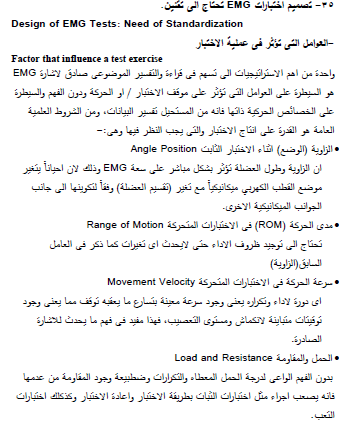 ٣٥- تصميم اختبارات EMG تحتاج الى تقنين.
Design of EMG Tests: Need of Standardization
-العوامل التى تؤثر فى عملية الاختبار
Factor that influence a test exercise
واحدة من اهم الاستراتيجيات الى تسهم فى قراءة والتفسير الموضوعى صادق لاشارة EMG
هو السيطرة على العوامل التى تؤثر على موقف الاختبار / او الحركة وبدون الفهم والسيطرة
على الخصائص الحركية ذاتها فانه من المستحيل تفسير البيانات، ومن الشروط العلمية
العامة هو القدرة على انتاج الاختبار والتى يجب النظر فيها وهى:-
• الزاوية (الوضع) اثناء الاختبار الثابت Angle Position
ان الزاوية وطول العضلة تؤثر بشكل مباشر على سعة EMG وذلك لان احياناً يتغير
موضع القطب الكهربي ميكانيكياً مع تغير (تقسيم العضلة) وفقاً لتكوينها الى جانب
الجوانب الميكانيكية الاخرى.
• مدى الحركة (ROM) فى الاختبارات المتحركة Range of Motion
تحتاج الى توحيد ظروف الاداء حتى لايحدث اى تغيرات كما ذكر فى العامل
السابق(الزاوية)
• سرعة الحركة فى الاختبارات المتحركة Movement Velocity
اى دورة لاداء وتكراره يعنى وجود سرعة معينة بتسارع ما يعقبه توقف مما يعنى وجود
توقيتات متباينة لانكماش ومستوى التعصيب، فهذا مفيد فى فهم ما يحدث للاشارة
الصادرة.
• الحمل والمقاومة Load and Resistance
بدون الفهم الواعى لدرجة الحمل المعطاه والتكرارات وضطبيعة وجود المقاومة من عدمها
فانه يصعب اجراء مثل اختبارات الثبات بطريقة الاختبار واعادة الاختبار وكذكلك اختبارات
التعب.